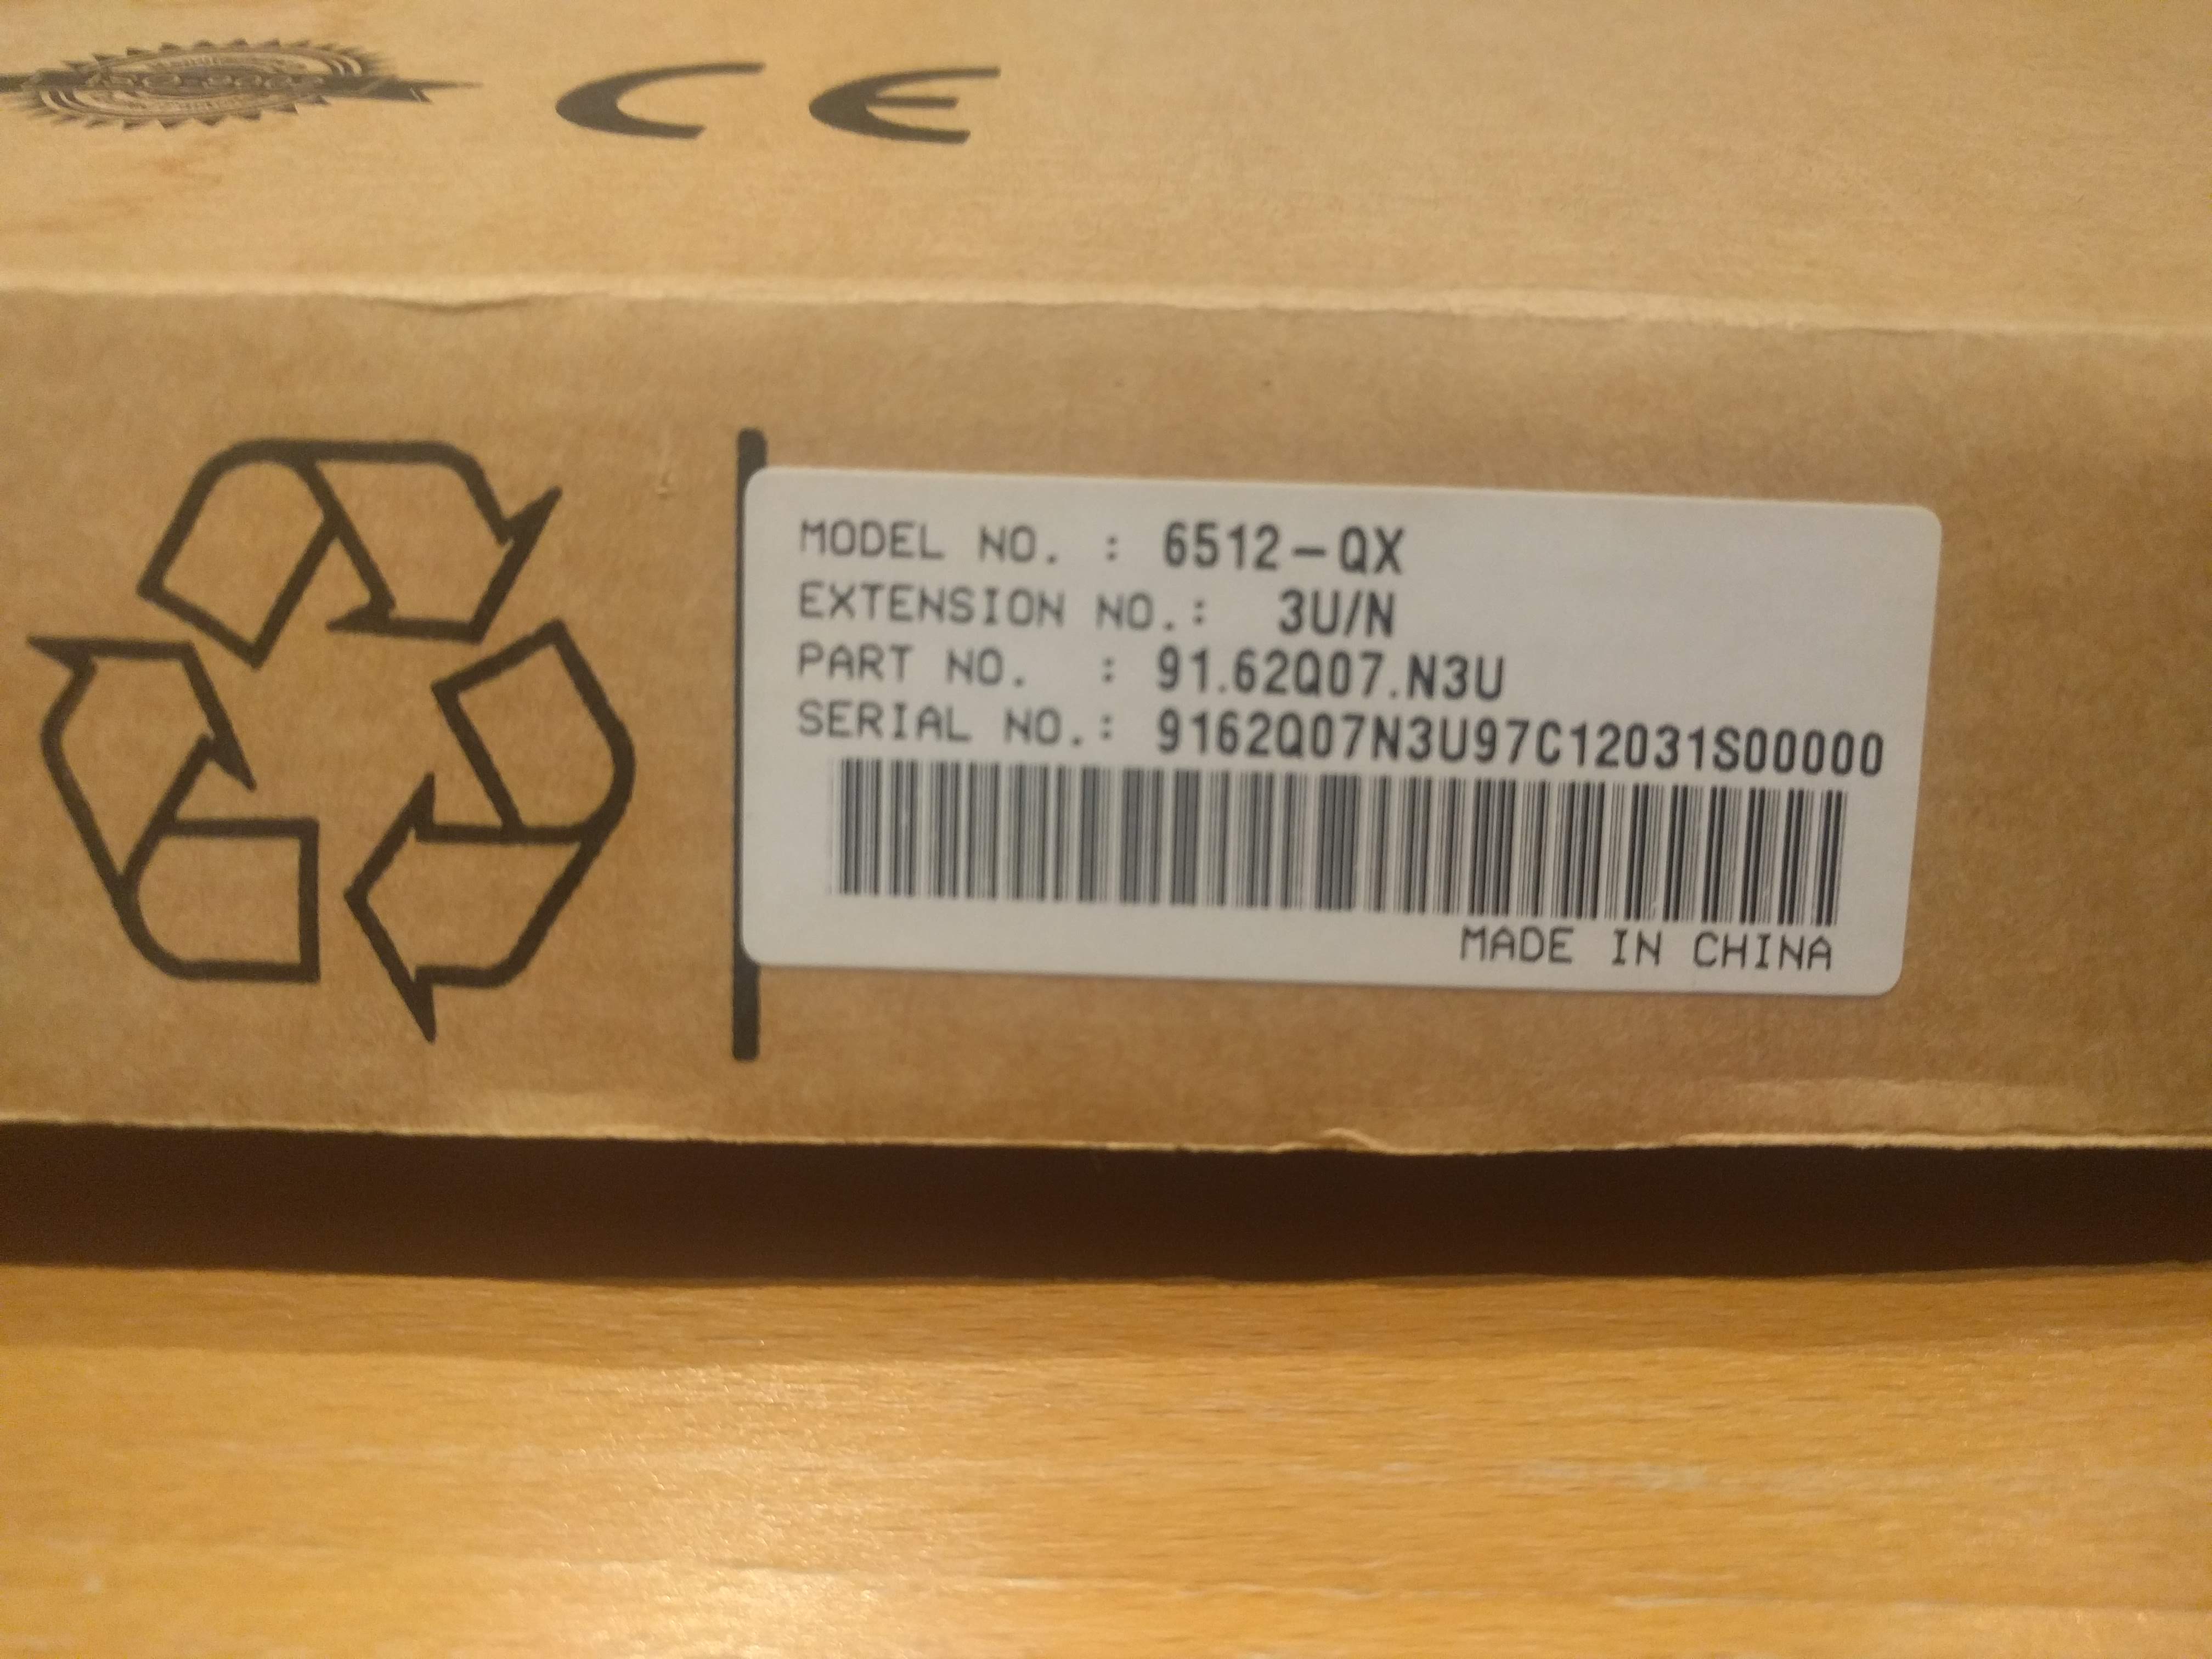 CE
MODEL NO. : 6512-QX
EXTENSION NO.: 3U/N
PART NO. : 91.62Q07.N3U
SERIAL NO.: 9162Q07N3U97C12031S00000
MADE IN CHINA